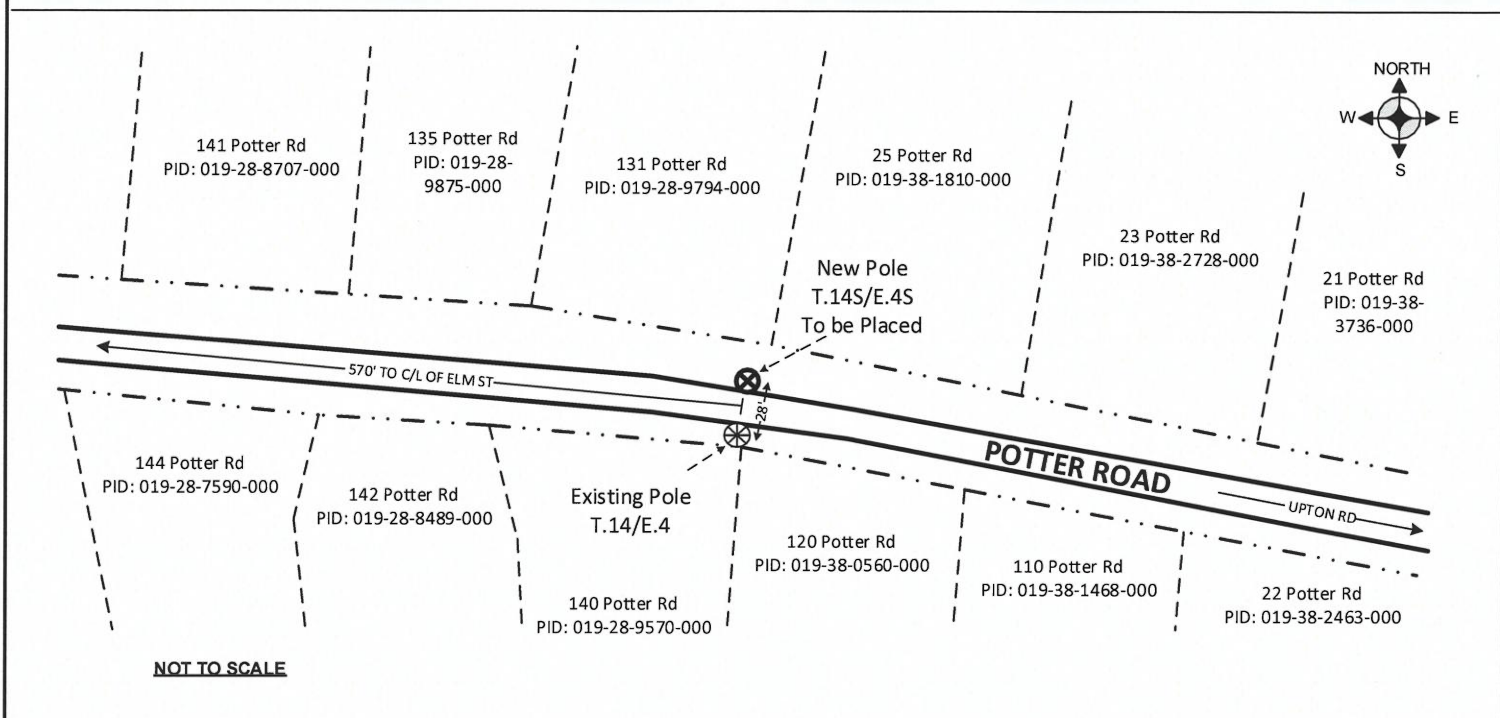 NORTH
W
E
S
141 Potter Rd
PID: 019-28-8707-000
135 Potter Rd
PID: 019-28-
9875-000
131 Potter Rd
PID: 019-28-9794-000
25 Potter Rd
PID: 019-38-1810-000
23 Potter Rd
PID: 019-38-2728-000
21 Potter Rd
PID: 019-38-
3736-000
New Pole
T.14S/E.4S
To be Placed
570' TO C/L OF ELM ST
28'
POTTER ROAD
UPTON RD
144 Potter Rd
PID: 019-28-7590-000
142 Potter Rd
PID: 019-28-8489-000
Existing Pole
T.14/E.4
140 Potter Rd
PID: 019-28-9570-000
120 Potter Rd
PID: 019-38-0560-000
110 Potter Rd
PID: 019-38-1468-000
22 Potter Rd
PID: 019-38-2463-000
NOT TO SCALE